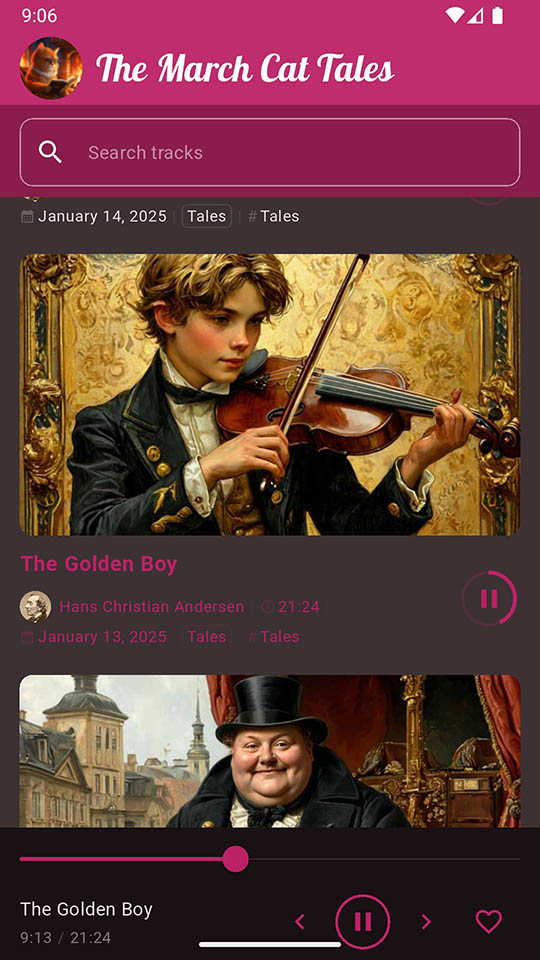 9:06
The March Cat Tales
Search tracks
January 14, 2025 | Tales | # Tales
The Golden Boy
Hans Christian Andersen | 21:24
January 13, 2025 | Tales | # Tales
The Golden Boy
9:13 / 21:24